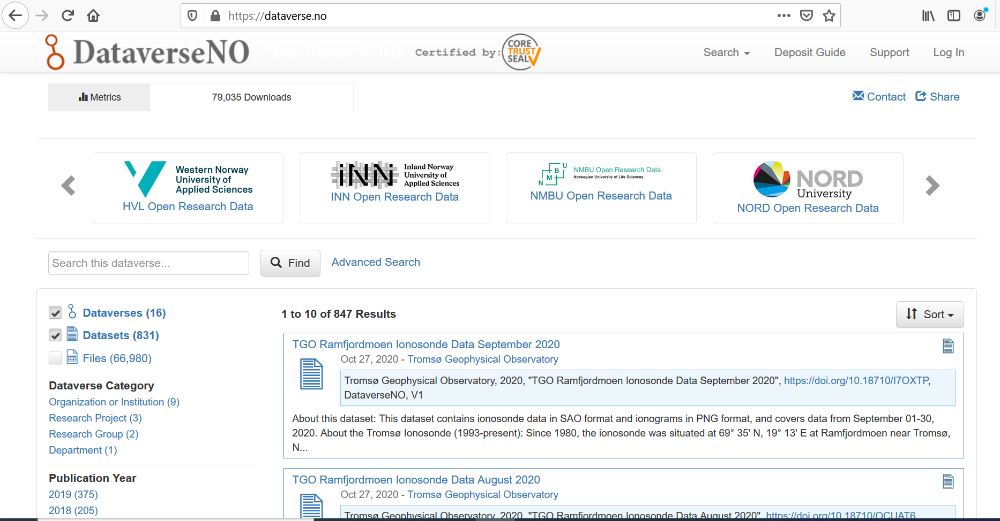 https://dataverse.no
DataverseNO
Open Research Data
Certified by:
CORE
TRUST
SEAL
Search
Deposit Guide
Support
Log In
Metrics
79,035 Downloads
Contact
Share
Western Norway
University of
Applied Sciences
HVL Open Research Data
iNN
Inland Norway
University of
Applied Sciences
INN Open Research Data
N M B U
NMBU Open Research Data
Norwegian University of Life Sciences
NMBU Open Research Data
NORD
University
NORD Open Research Data
Search this dataverse...
Find
Advanced Search
Dataverses (16)
Datasets (831)
Files (66,980)
Dataverse Category
Organization or Institution (9)
Research Project (3)
Research Group (2)
Department (1)
Publication Year
2019 (375)
2018 (205)
1 to 10 of 847 Results
Sort
TGO Ramfjordmoen Ionosonde Data September 2020
Oct 27, 2020 - Tromsø Geophysical Observatory
Tromsø Geophysical Observatory, 2020, "TGO Ramfjordmoen Ionosonde Data September 2020", https://doi.org/10.18710/I7OXTP,
DataverseNO, V1
About this dataset: This dataset contains ionosonde data in SAO format and ionograms in PNG format, and covers data from September 01-30,
2020. About the Tromsø Ionosonde (1993-present): Since 1980, the ionosonde was situated at 69° 35' N, 19° 13' E at Ramfjordmoen near Tromsø,
N...
TGO Ramfjordmoen Ionosonde Data August 2020
Oct 27, 2020 - Tromsø Geophysical Observatory
Tromsø Geophysical Observatory, 2020, "TGO Ramfjordmoen Ionosonde Data August 2020", https://doi.org/10.18710/OCUAT6,